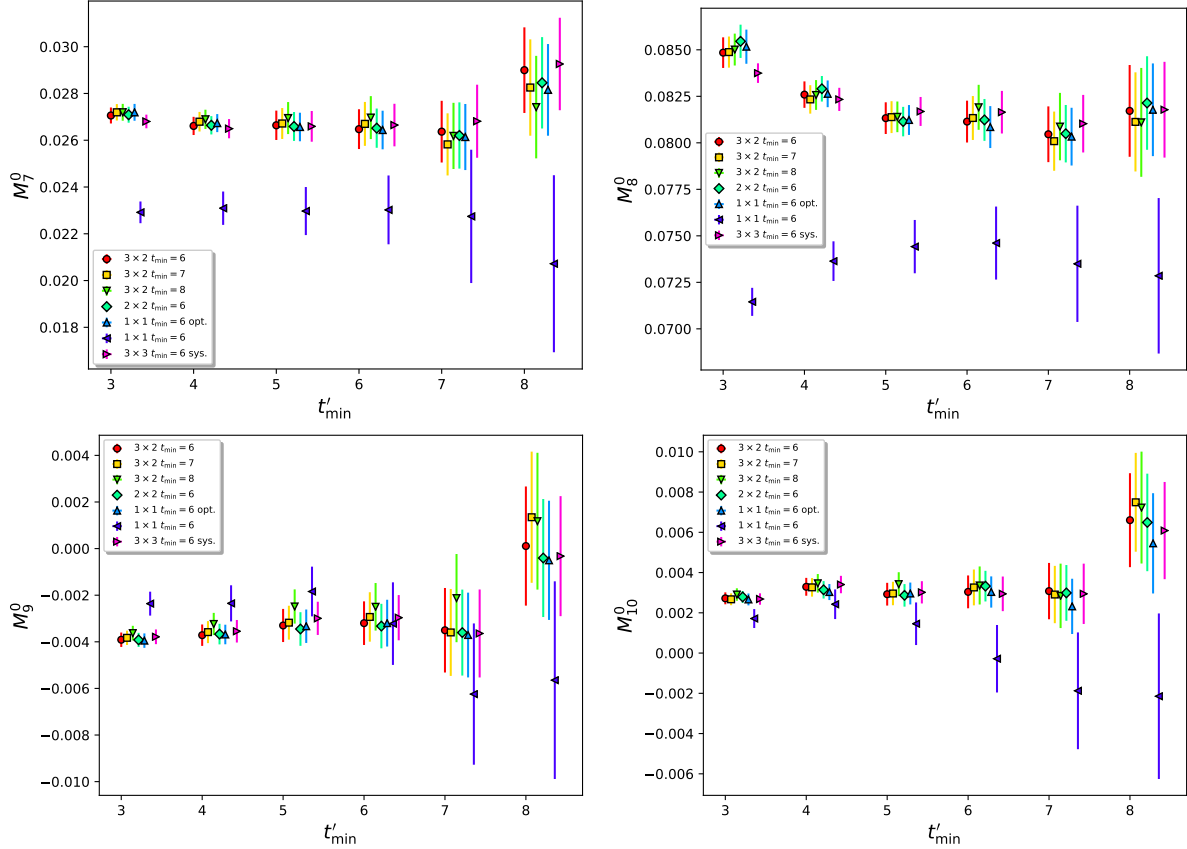 0.030
0.028
0.026
0.024
0.022
0.020
0.018
M⁰₇
3 × 2 t_min = 6
3 × 2 t_min = 7
3 × 2 t_min = 8
2 × 2 t_min = 6
1 × 1 t_min = 6 opt.
1 × 1 t_min = 6
3 × 3 t_min = 6 sys.
3 4 5 6 7 8
t′_min
0.0850
0.0825
0.0800
0.0775
0.0750
0.0725
0.0700
M⁰₈
3 × 2 t_min = 6
3 × 2 t_min = 7
3 × 2 t_min = 8
2 × 2 t_min = 6
1 × 1 t_min = 6 opt.
1 × 1 t_min = 6
3 × 3 t_min = 6 sys.
3 4 5 6 7 8
t′_min
0.004
0.002
0.000
−0.002
−0.004
−0.006
−0.008
−0.010
M⁰₉
3 × 2 t_min = 6
3 × 2 t_min = 7
3 × 2 t_min = 8
2 × 2 t_min = 6
1 × 1 t_min = 6 opt.
1 × 1 t_min = 6
3 × 3 t_min = 6 sys.
3 4 5 6 7 8
t′_min
0.010
0.008
0.006
0.004
0.002
0.000
−0.002
−0.004
−0.006
M⁰₁₀
3 × 2 t_min = 6
3 × 2 t_min = 7
3 × 2 t_min = 8
2 × 2 t_min = 6
1 × 1 t_min = 6 opt.
1 × 1 t_min = 6
3 × 3 t_min = 6 sys.
3 4 5 6 7 8
t′_min